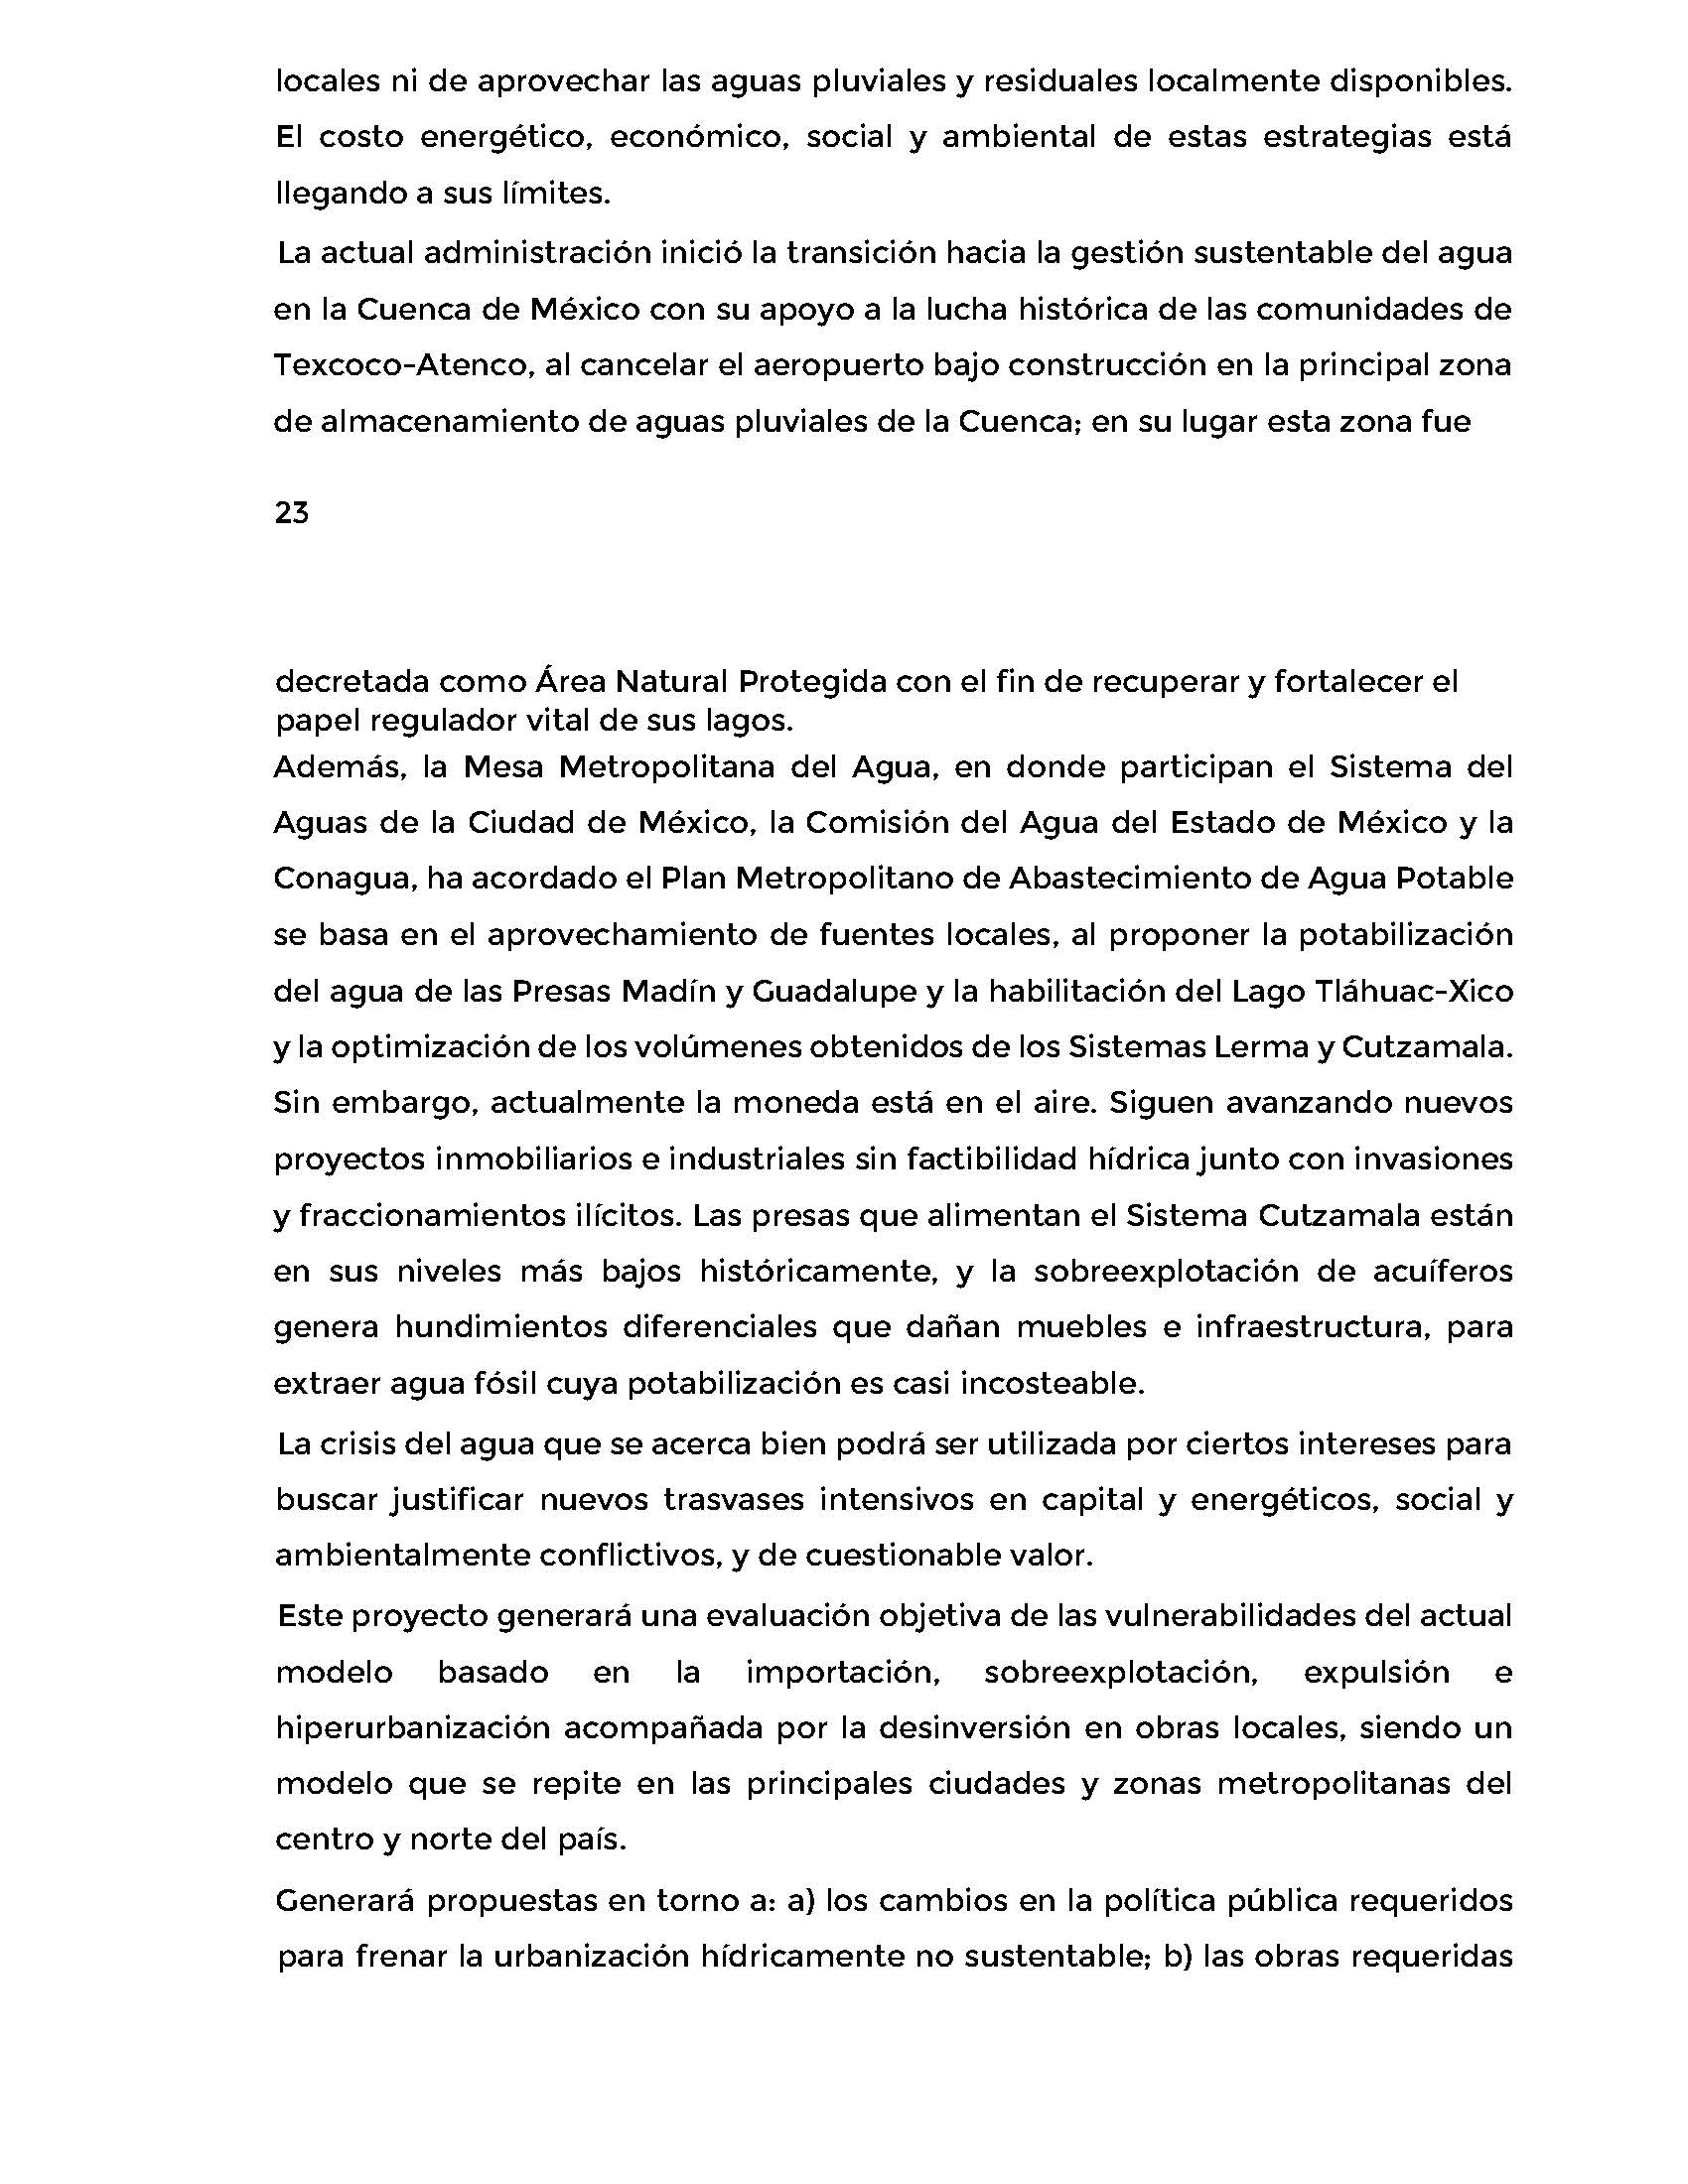 locales ni de aprovechar las aguas pluviales y residuales localmente disponibles.
El costo energético, económico, social y ambiental de estas estrategias está
llegando a sus límites.
La actual administración inició la transición hacia la gestión sustentable del agua
en la Cuenca de México con su apoyo a la lucha histórica de las comunidades de
Texcoco-Atenco, al cancelar el aeropuerto bajo construcción en la principal zona
de almacenamiento de aguas pluviales de la Cuenca; en su lugar esta zona fue
23
decretada como Área Natural Protegida con el fin de recuperar y fortalecer el
papel regulador vital de sus lagos.
Además, la Mesa Metropolitana del Agua, en donde participan el Sistema del
Aguas de la Ciudad de México, la Comisión del Agua del Estado de México y la
Conagua, ha acordado el Plan Metropolitano de Abastecimiento de Agua Potable
se basa en el aprovechamiento de fuentes locales, al proponer la potabilización
del agua de las Presas Madín y Guadalupe y la habilitación del Lago Tláhuac-Xico
y la optimización de los volúmenes obtenidos de los Sistemas Lerma y Cutzamala.
Sin embargo, actualmente la moneda está en el aire. Siguen avanzando nuevos
proyectos inmobiliarios e industriales sin factibilidad hídrica junto con invasiones
y fraccionamientos ilícitos. Las presas que alimentan el Sistema Cutzamala están
en sus niveles más bajos históricamente, y la sobreexplotación de acuíferos
genera hundimientos diferenciales que dañan muebles e infraestructura, para
extraer agua fósil cuya potabilización es casi incosteable.
La crisis del agua que se acerca bien podrá ser utilizada por ciertos intereses para
buscar justificar nuevos trasvases intensivos en capital y energéticos, social y
ambientalmente conflictivos, y de cuestionable valor.
Este proyecto generará una evaluación objetiva de las vulnerabilidades del actual
modelo basado en la importación, sobreexplotación, expulsión e
hiperurbanización acompañada por la desinversión en obras locales, siendo un
modelo que se repite en las principales ciudades y zonas metropolitanas del
centro y norte del país.
Generará propuestas en torno a: a) los cambios en la política pública requeridos
para frenar la urbanización hídricamente no sustentable; b) las obras requeridas